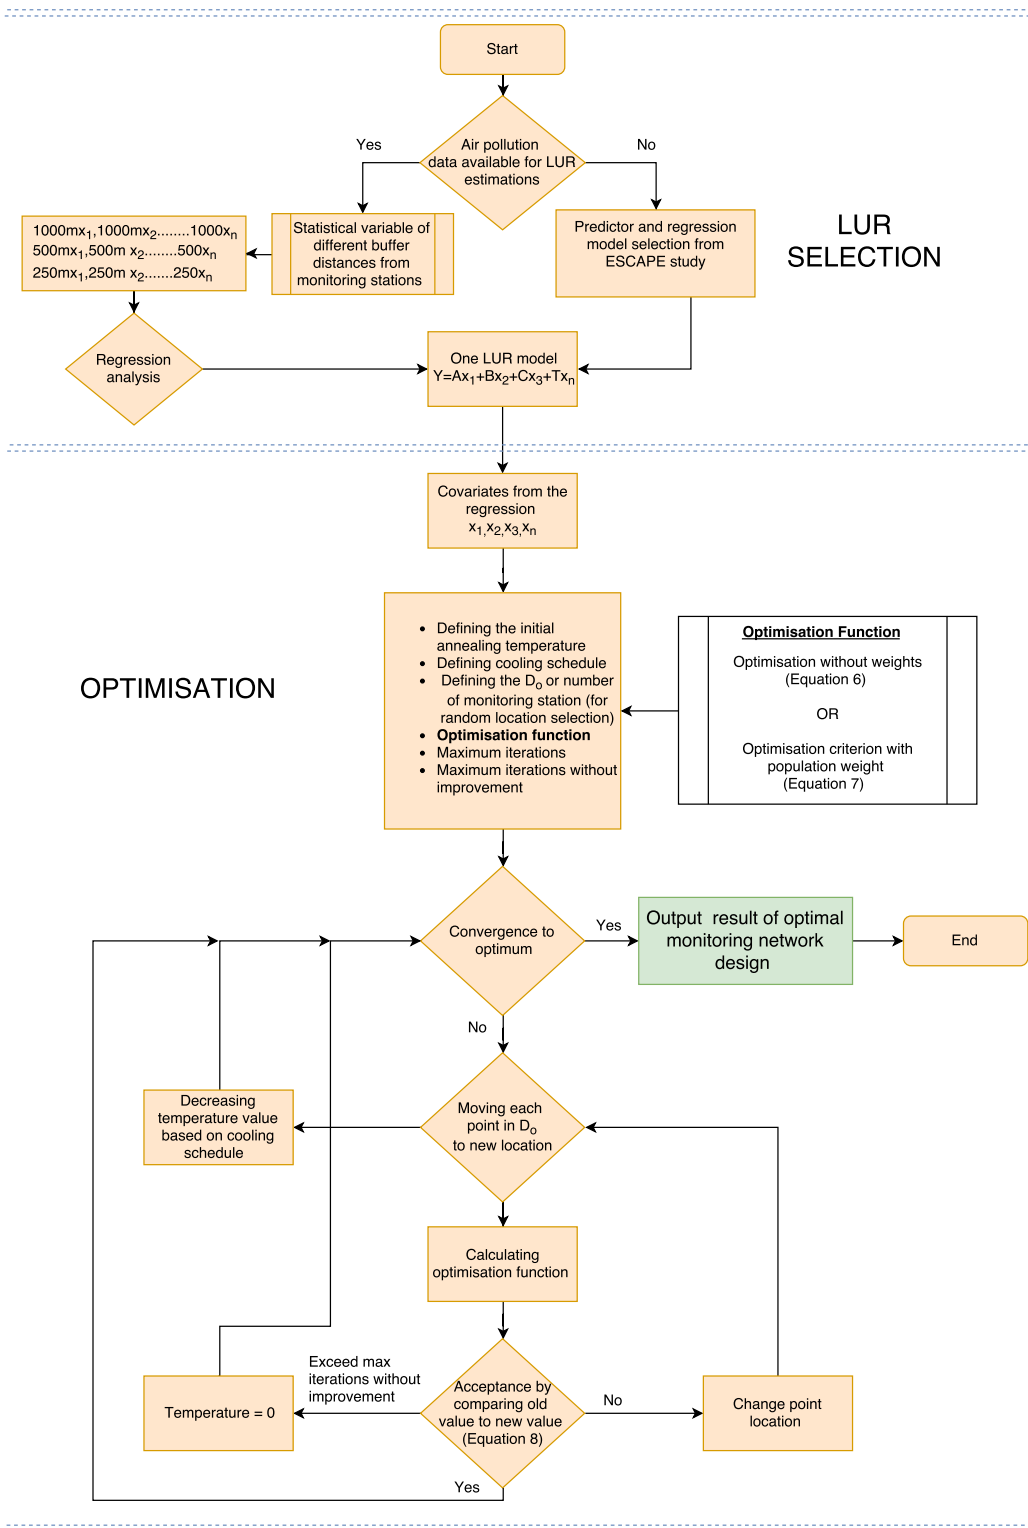 Start
Air pollution
data available for LUR
estimations
Yes
No
LUR
SELECTION
1000mx1,1000mx2........1000xn
500mx1,500m x2........500xn
250mx1,250m x2.......250xn
Statistical variable of
different buffer
distances from
monitoring stations
Predictor and regression
model selection from
ESCAPE study
Regression
analysis
One LUR model
Y=Ax1+Bx2+Cx3+Txn
Covariates from the
regression
x1,x2,x3,xn
OPTIMISATION
• Defining the initial
annealing temperature
• Defining cooling schedule
• Defining the Do or number
of monitoring station (for
random location selection)
• Optimisation function
• Maximum iterations
• Maximum iterations without
improvement
Optimisation Function
Optimisation without weights
(Equation 6)
OR
Optimisation criterion with
population weight
(Equation 7)
Convergence to
optimum
Yes
Output result of optimal
monitoring network
design
End
No
Decreasing
temperature value
based on cooling
schedule
Moving each
point in Do
to new location
Calculating
optimisation function
Exceed max
iterations without
improvement
Temperature = 0
Acceptance by
comparing old
value to new value
(Equation 8)
No
Change point
location
Yes